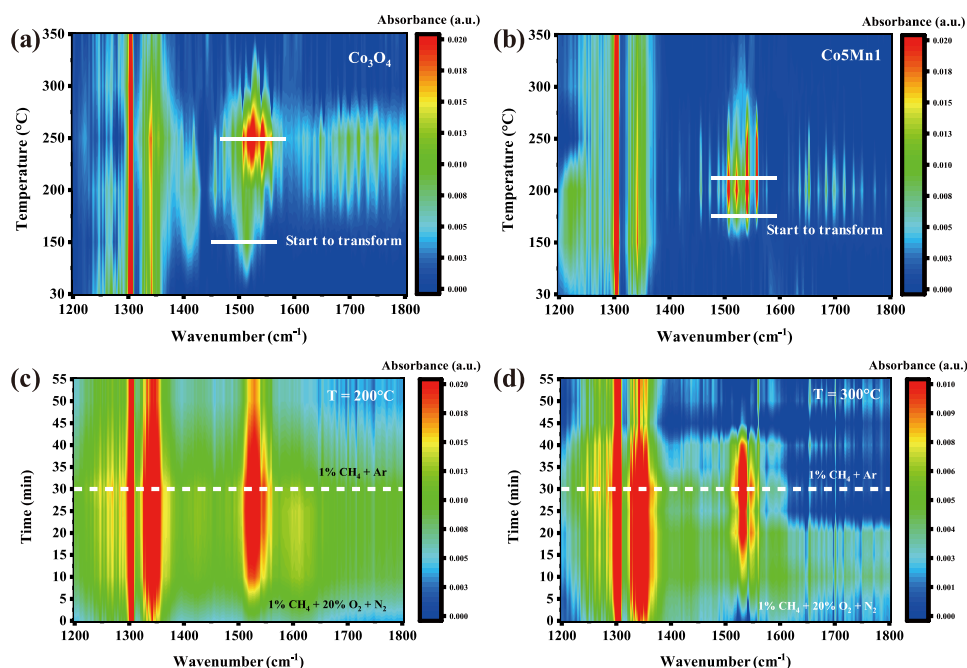 (a)
Absorbance (a.u.)
Co₃O₄
Start to transform
350
300
250
200
150
30
Temperature (°C)
1200 1300 1400 1500 1600 1700 1800
Wavenumber (cm⁻¹)
0.020
0.018
0.015
0.013
0.010
0.008
0.006
0.003
0.000
(b)
Absorbance (a.u.)
Co5Mn1
Start to transform
350
300
250
200
150
30
Temperature (°C)
1200 1300 1400 1500 1600 1700 1800
Wavenumber (cm⁻¹)
0.020
0.018
0.015
0.013
0.010
0.008
0.006
0.003
0.000
(c)
Absorbance (a.u.)
T = 200°C
1% CH₄ + Ar
1% CH₄ + 20% O₂ + N₂
55
50
45
40
35
30
25
20
15
10
5
0
Time (min)
1200 1300 1400 1500 1600 1700 1800
Wavenumber (cm⁻¹)
0.020
0.018
0.015
0.013
0.010
0.008
0.005
0.003
0.000
(d)
Absorbance (a.u.)
T = 300°C
1% CH₄ + Ar
1% CH₄ + 20% O₂ + N₂
55
50
45
40
35
30
25
20
15
10
5
0
Time (min)
1200 1300 1400 1500 1600 1700 1800
Wavenumber (cm⁻¹)
0.010
0.009
0.007
0.006
0.005
0.004
0.003
0.001
0.000